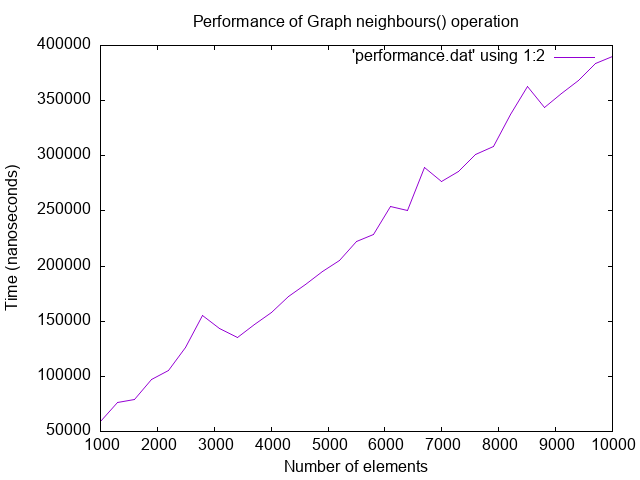 Performance of Graph neighbours() operation
400000
'performance.dat' using 1:2
350000
300000
250000
200000
150000
100000
50000
Time (nanoseconds)
1000 2000 3000 4000 5000 6000 7000 8000 9000 10000
Number of elements